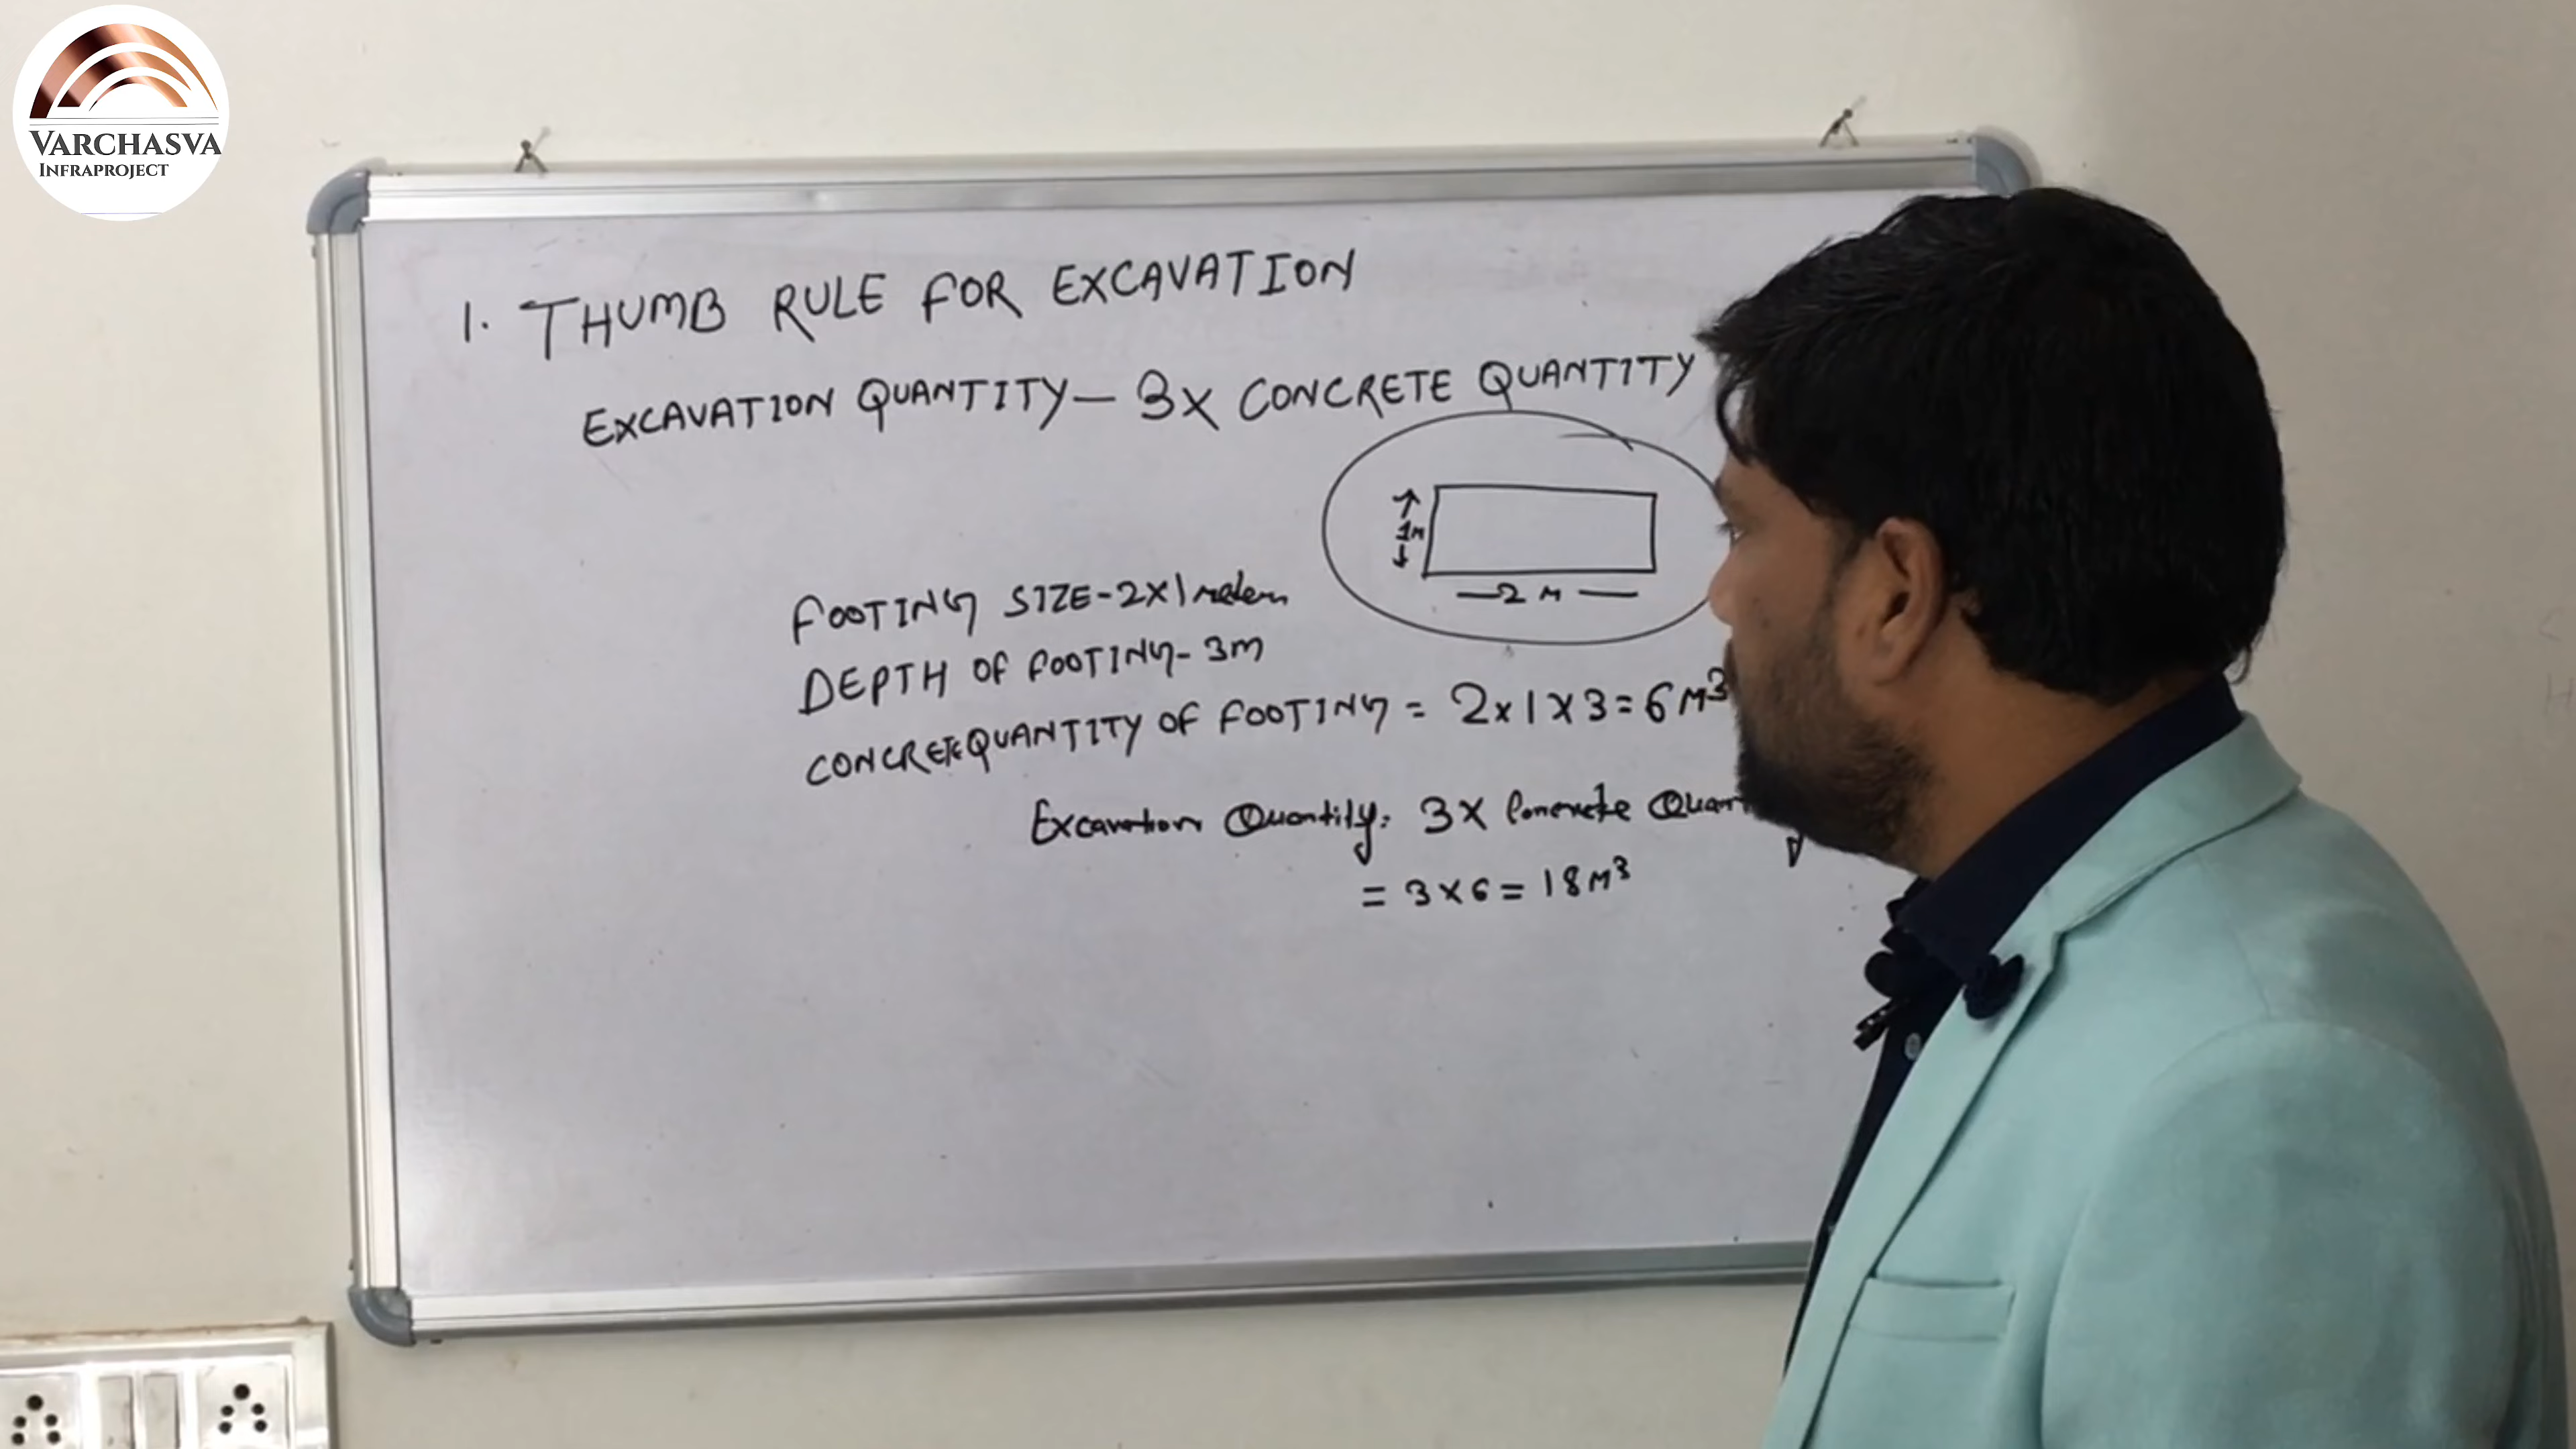 VARCHASVA
INFRAPROJECT
1. THUMB RULE FOR EXCAVATION
EXCAVATION QUANTITY- 3X CONCRETE QUANTITY
1M
2 M
FOOTING SIZE-2X1
DEPTH OF FOOTING- 3M
CONCRETE QUANTITY OF FOOTING = 2x1x3=6M³
Excavation Quantity: 3X Concrete
= 3x6= 18M³